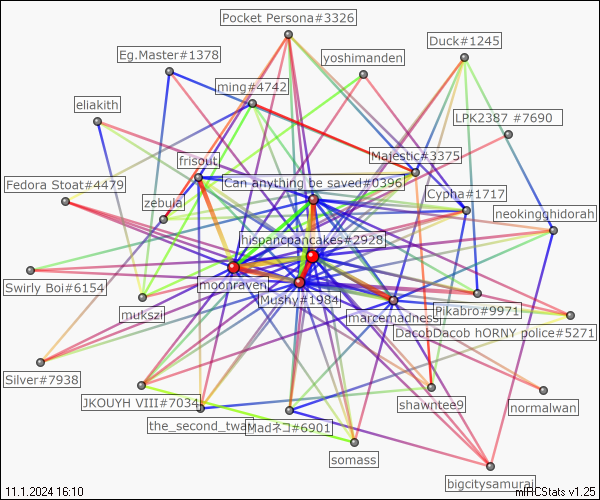 Pocket Persona#3326
Duck#1245
Eg.Master#1378
yoshimanden
ming#4742
eliakith
LPK2387 #7690
Majestic#3375
frisout
Can anything be saved#0396
Fedora Stoat#4479
Cypha#1717
zebula
neokingghidorah
hispancpancakes#2928
moonraven
Swirly Boi#6154
Mushy#1984
mukszi
marcemadness
Pikabro#9971
DacobDacob hORNY police#5271
Silver#7938
JKOUYH VIII#7034
shawntee9
normalwan
the_second_twa
Madネコ#6901
somass
bigcitysamurai
11.1.2024 16:10
mIRCStats v1.25